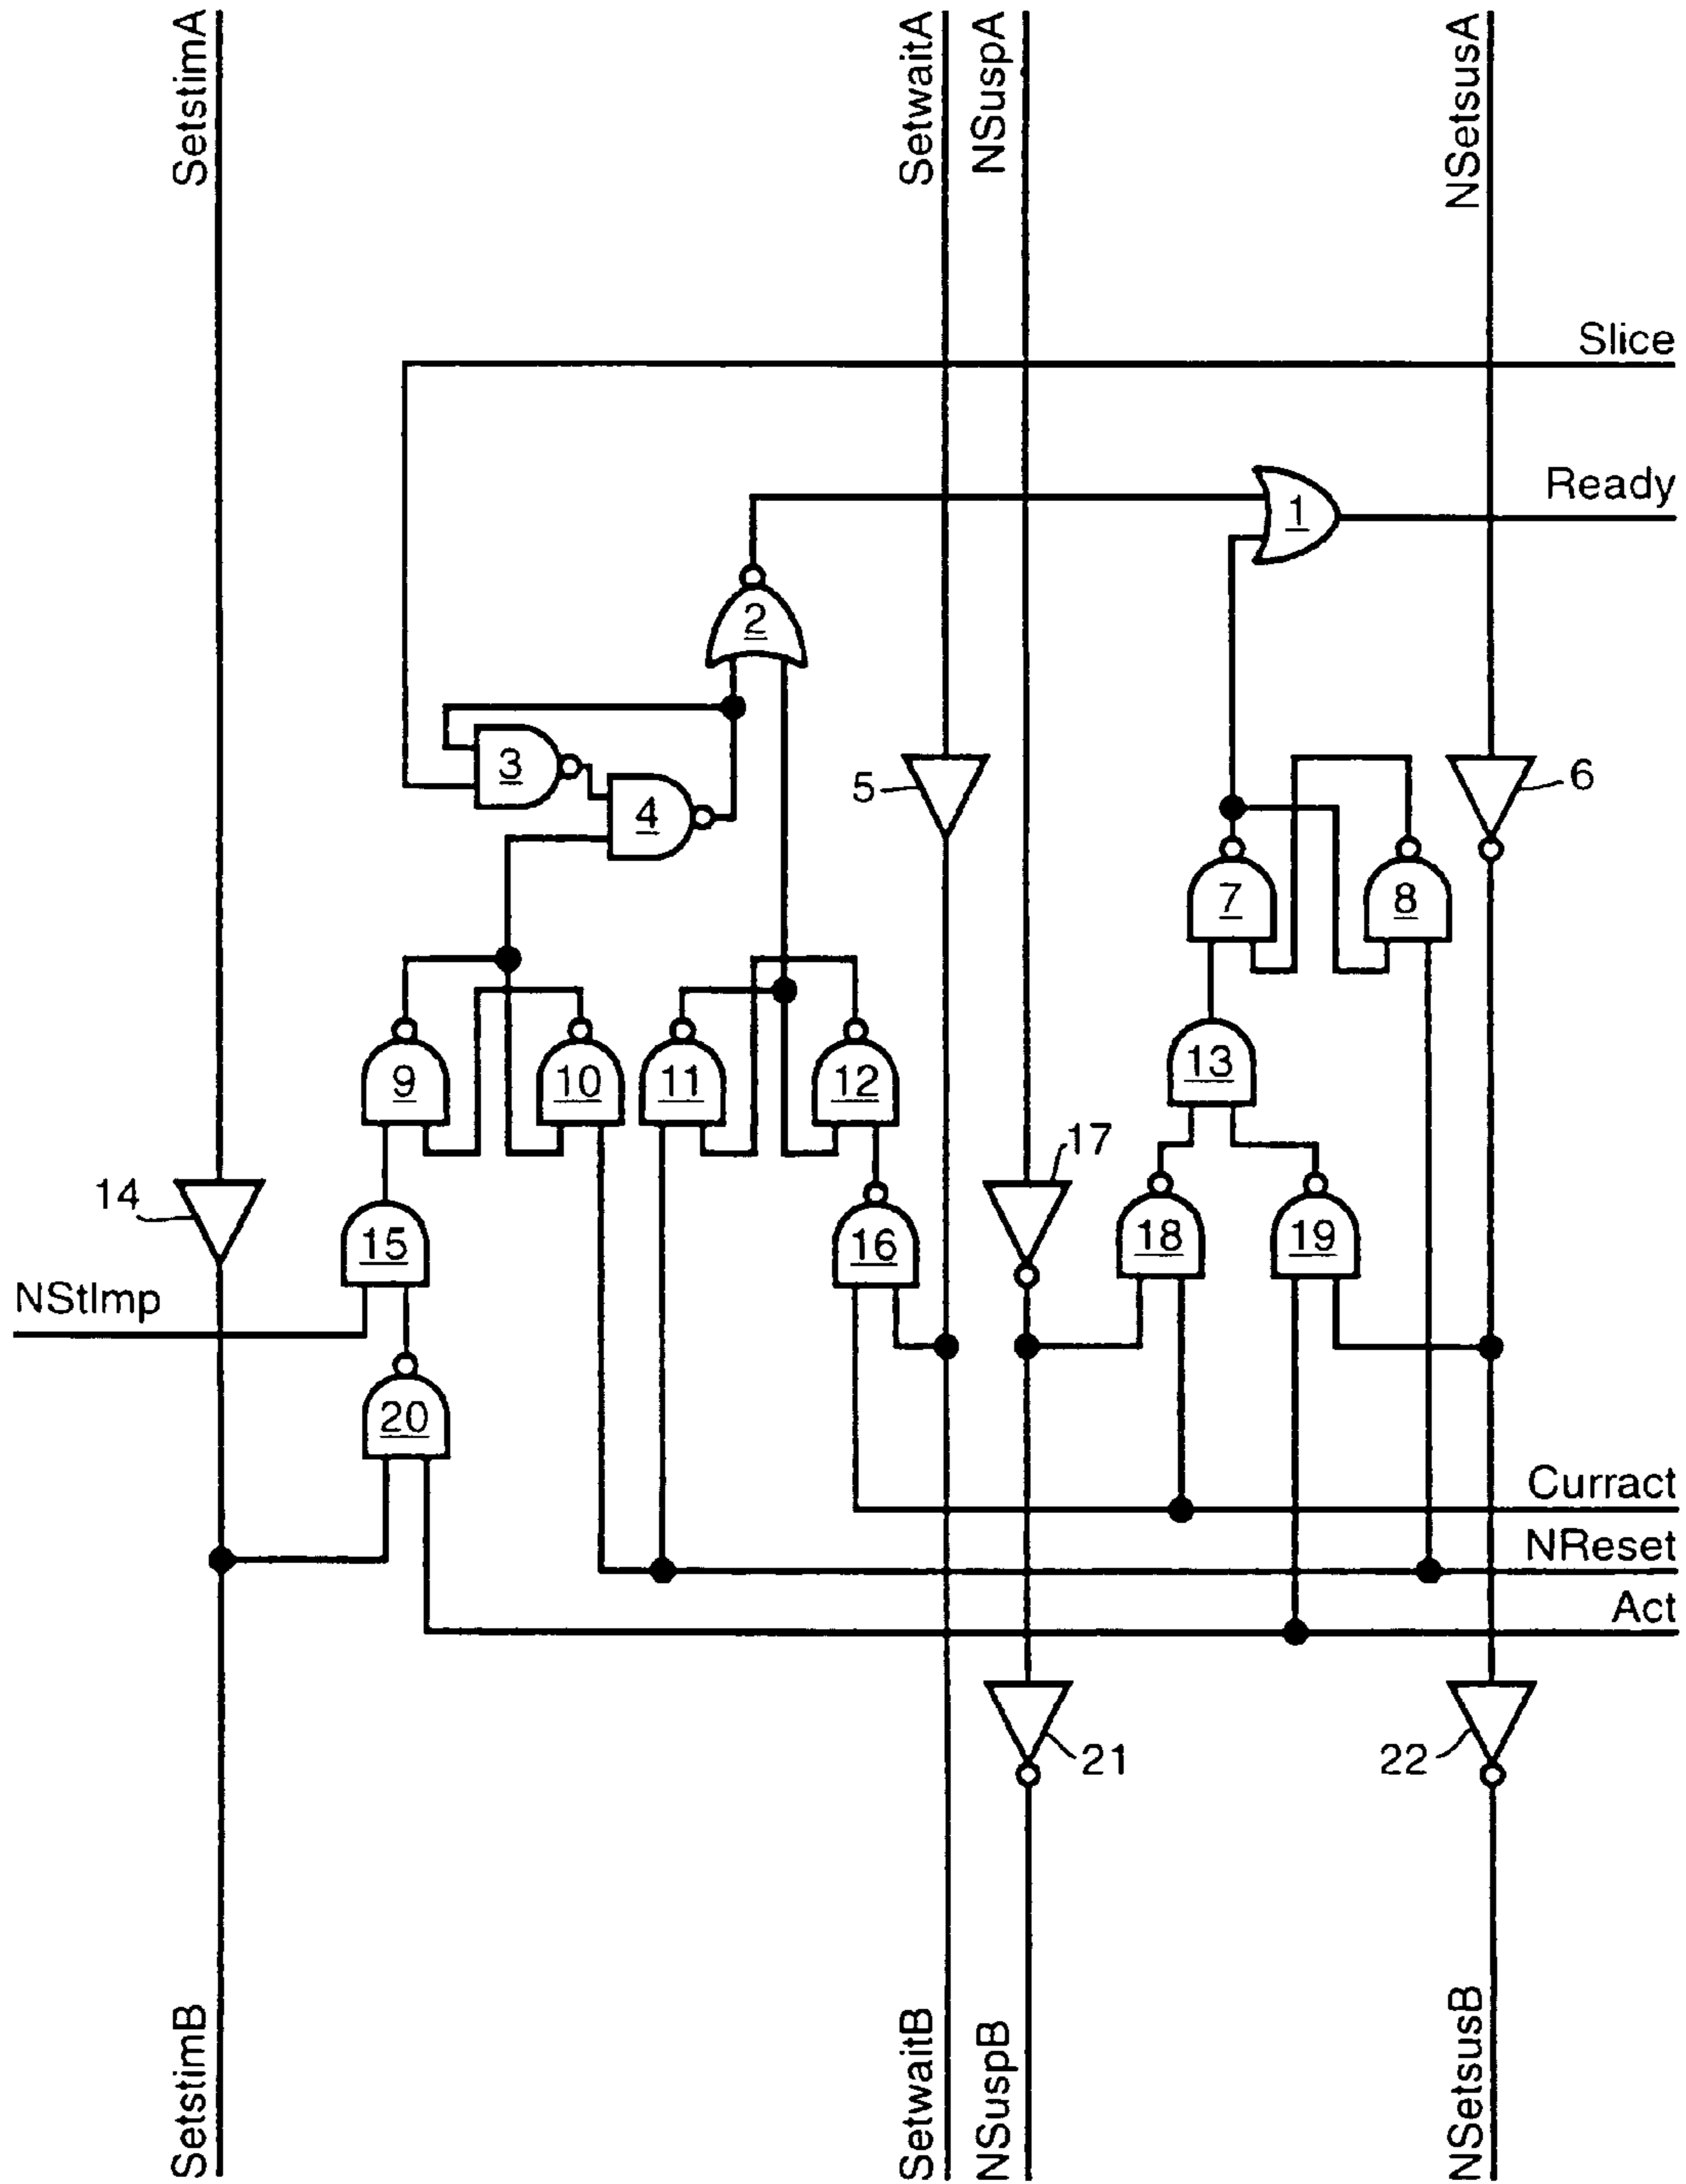 SetstimA
SetwaitA
NSuspA
NSetsusA
Slice
Ready
1
2
3
4
5
6
7
8
9
10
11
12
13
14
15
16
17
18
19
NStImp
20
Curract
NReset
Act
21
22
SetstimB
SetwaitB
NSuspB
NSetsusB